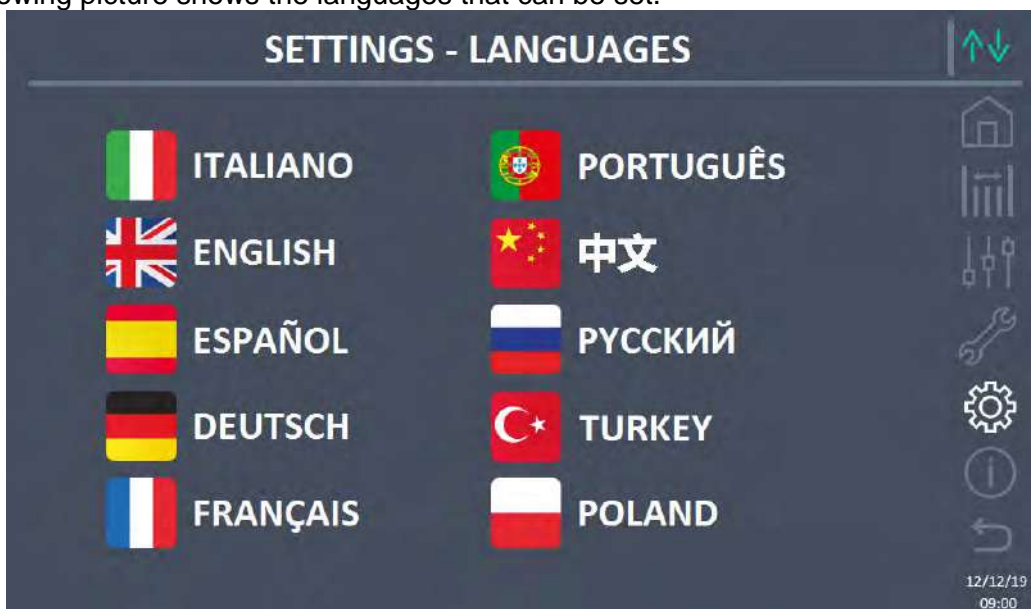 owing picture shows the languages that can be set.
SETTINGS - LANGUAGES
ITALIANO
ENGLISH
ESPAÑOL
DEUTSCH
FRANÇAIS
PORTUGUÊS
中文
РУССКИЙ
TURKEY
POLAND
12/12/19
09:00